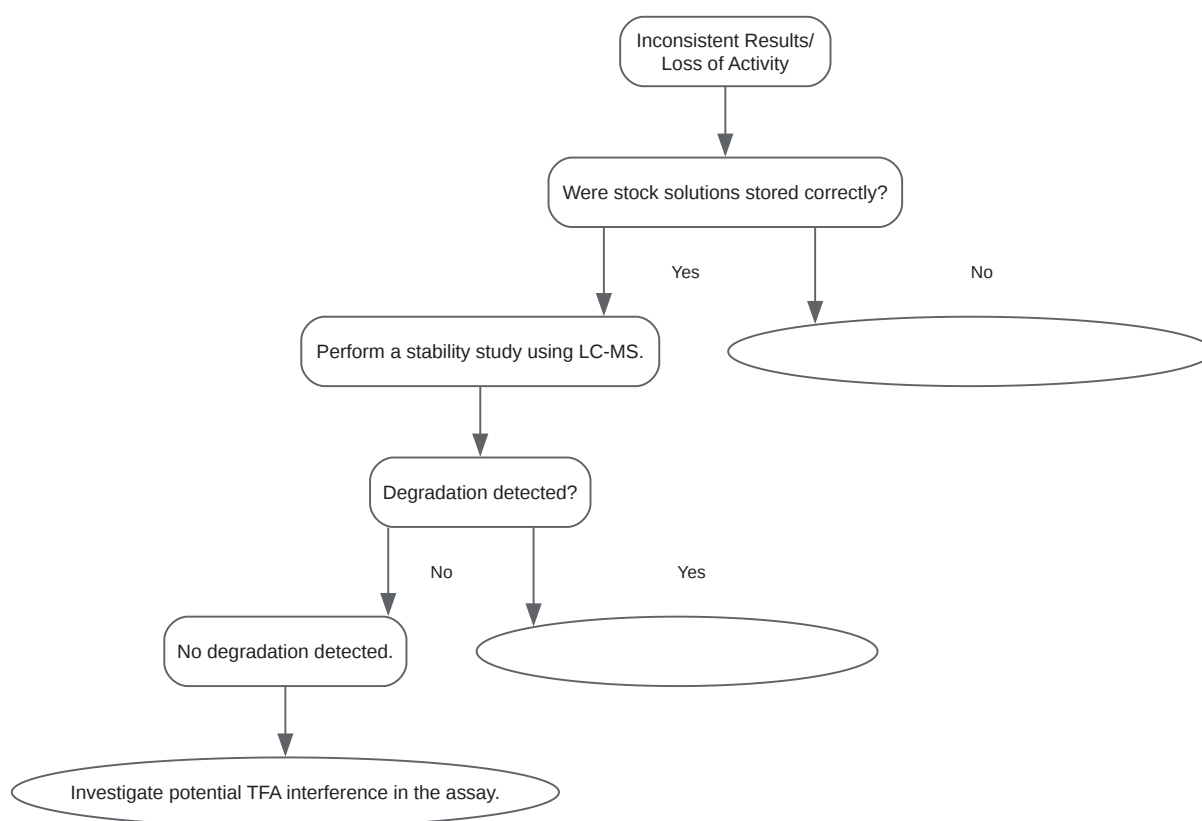 Inconsistent Results/
Loss of Activity
Were stock solutions stored correctly?
Yes
No
Perform a stability study using LC-MS.
Degradation detected?
No
Yes
No degradation detected.
Investigate potential TFA interference in the assay.